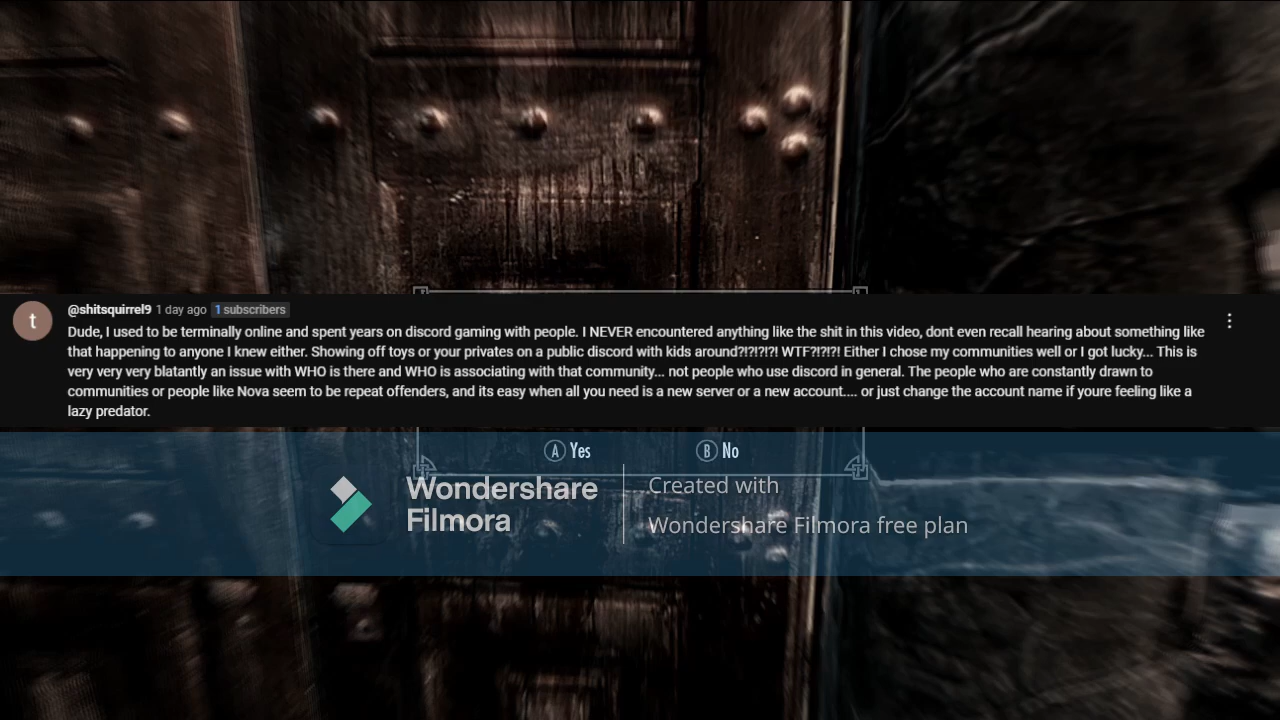 t
@shitsquirrel9 1 day ago 1 subscribers
Dude, I used to be terminally online and spent years on discord gaming with people. I NEVER encountered anything like the shit in this video, dont even recall hearing about something like
that happening to anyone I knew either. Showing off toys or your privates on a public discord with kids around?!?!?!?! WTF?!?!?! Either I chose my communities well or I got lucky... This is
very very very blatantly an issue with WHO is there and WHO is associating with that community... not people who use discord in general. The people who are constantly drawn to
communities or people like Nova seem to be repeat offenders, and its easy when all you need is a new server or a new account.... or just change the account name if youre feeling like a
lazy predator.
A Yes B No
Wondershare
Filmora
Created with
Wondershare Filmora free plan